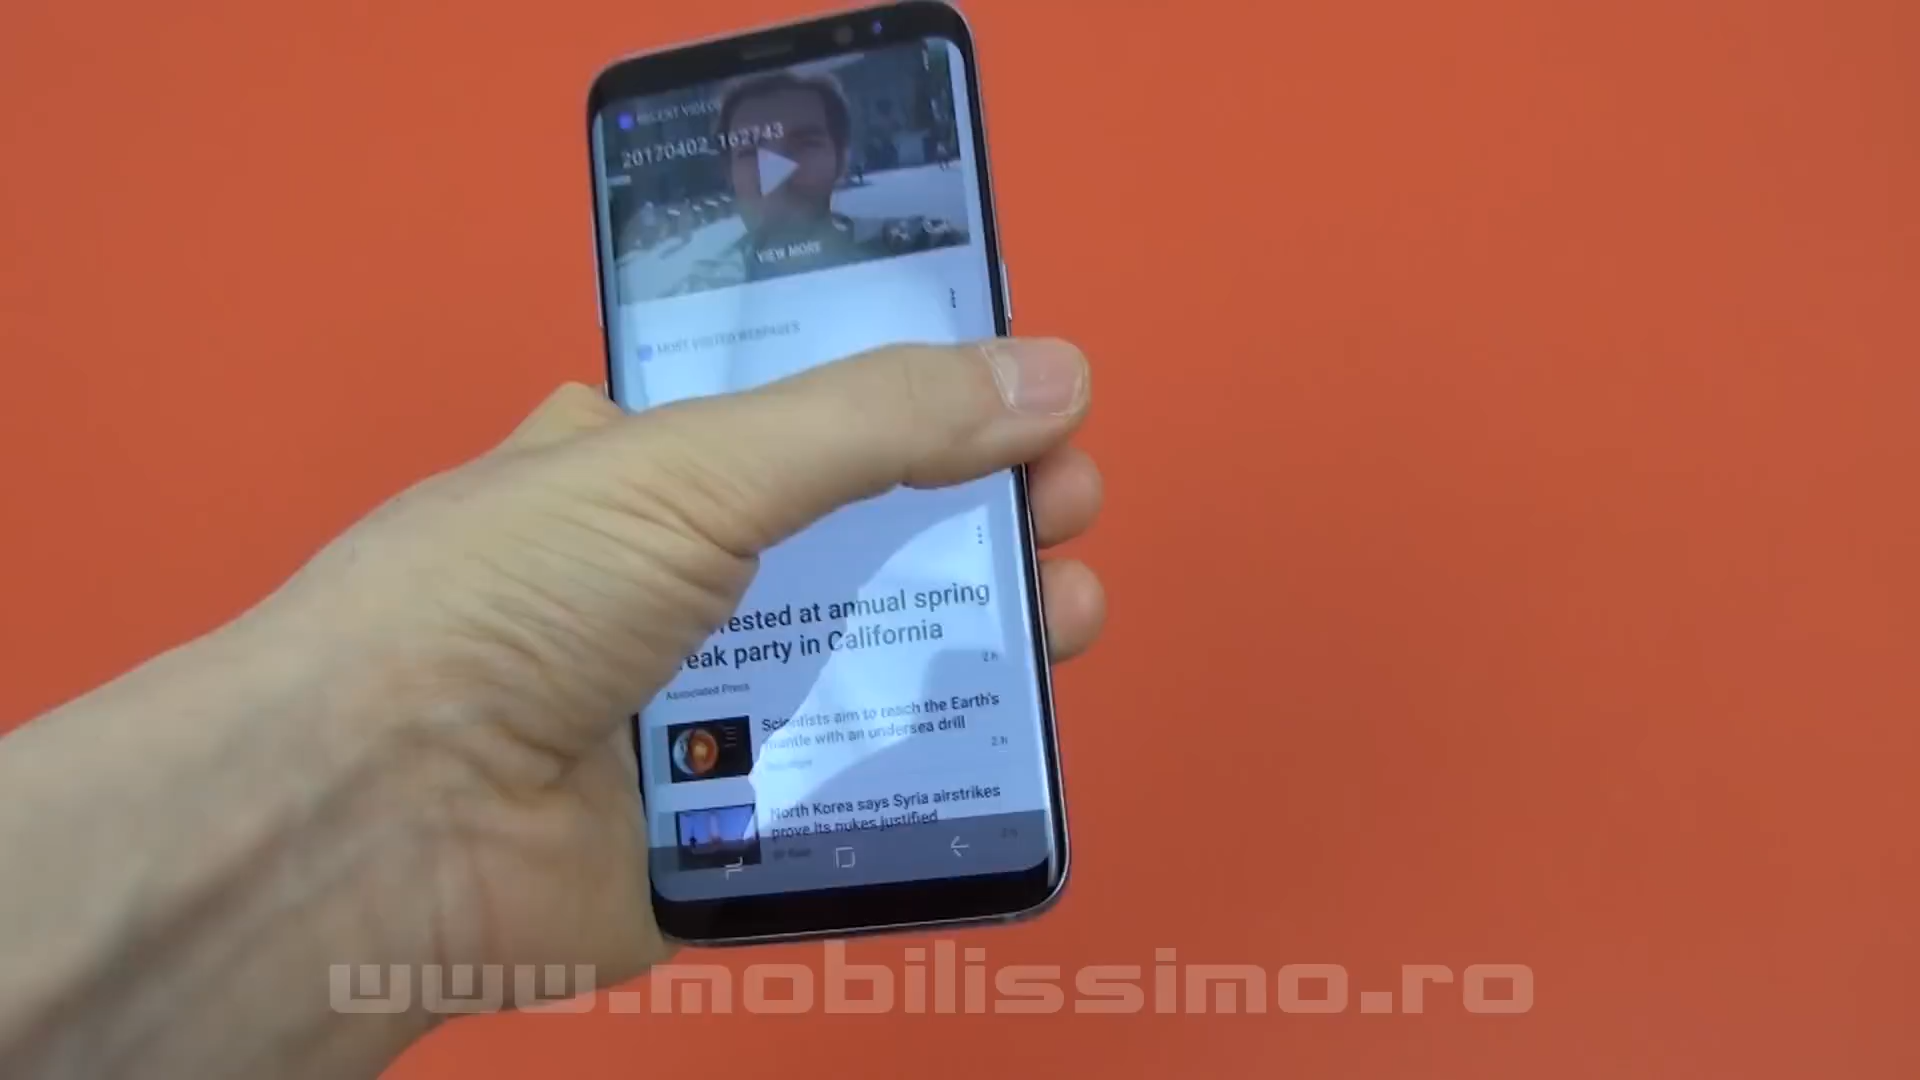 RECENT VIDEOS
20170402_162743
VIEW MORE
MOST VISITED WEBPAGES
rested at annual spring
reak party in California
2 h
Associated Press
Scientists aim to reach the Earth's
mantle with an undersea drill
2 h
North Korea says Syria airstrikes
prove its nukes justified
www.mobilissimo.ro